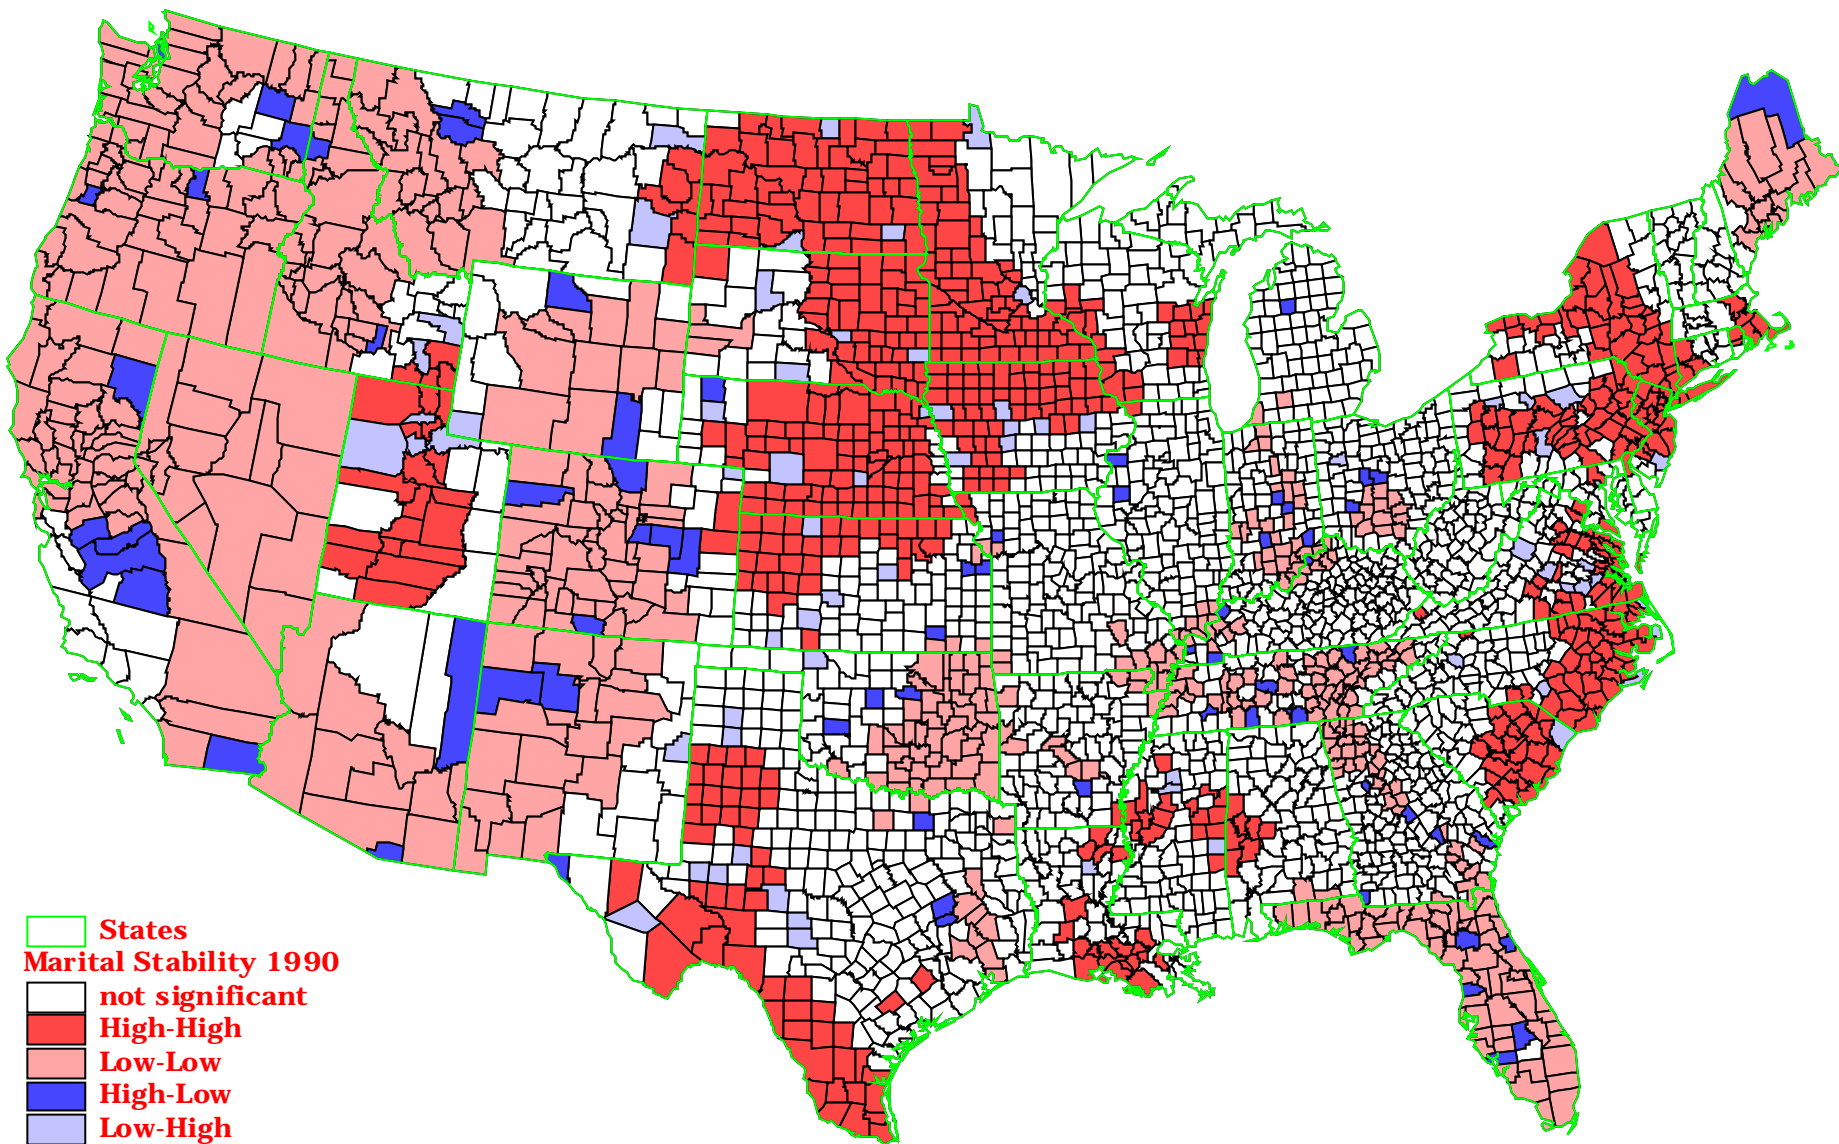 States
Marital Stability 1990
not significant
High-High
Low-Low
High-Low
Low-High